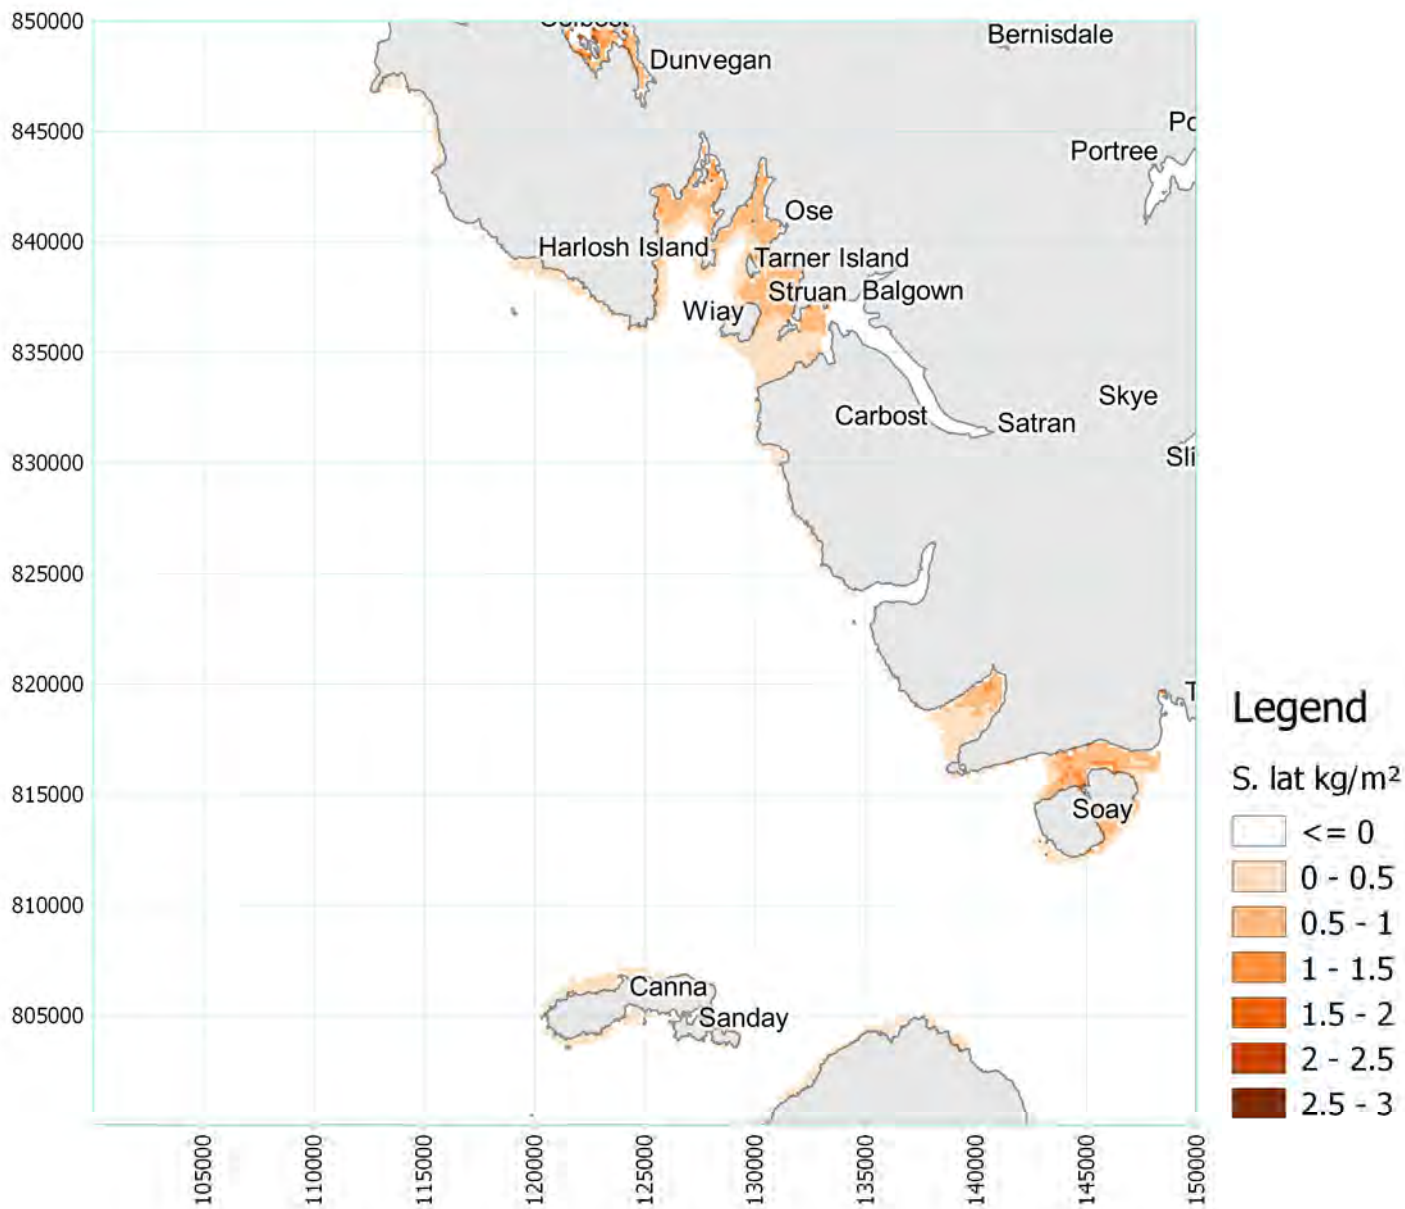 850000
845000
840000
835000
830000
825000
820000
815000
810000
805000
Dunvegan
Bernisdale
Portree
Ose
Harlosh Island
Tarner Island
Struan
Balgown
Wiay
Skye
Carbost
Satran
Soay
Canna
Sanday
105000
110000
115000
120000
125000
130000
135000
140000
145000
150000
Legend
S. lat kg/m²
<= 0
0 - 0.5
0.5 - 1
1 - 1.5
1.5 - 2
2 - 2.5
2.5 - 3